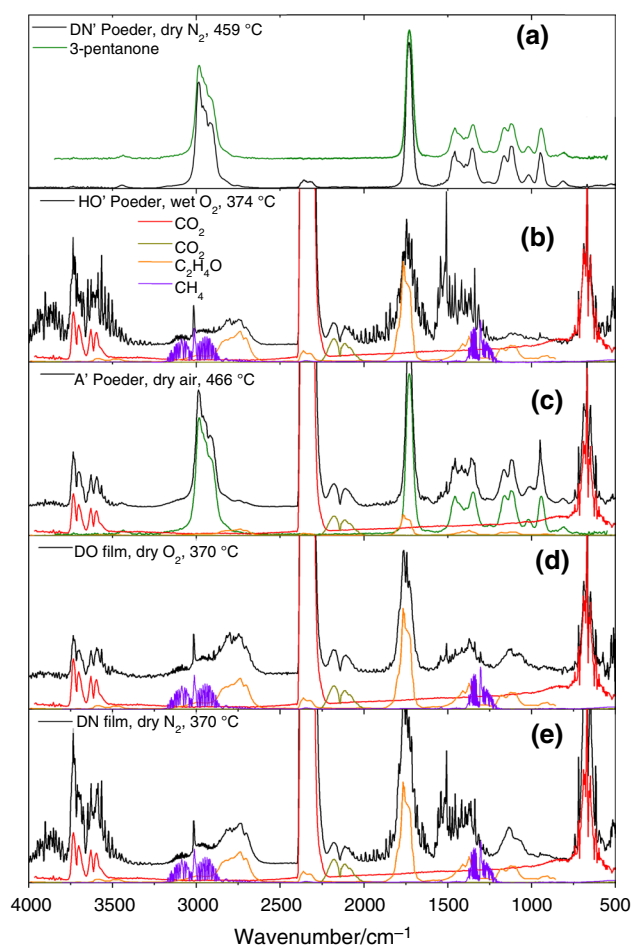 DN' Poeder, dry N₂, 459 °C
3-pentanone
(a)
HO' Poeder, wet O₂, 374 °C
CO₂
CO₂
C₂H₄O
CH₄
(b)
A' Poeder, dry air, 466 °C
(c)
DO film, dry O₂, 370 °C
(d)
DN film, dry N₂, 370 °C
(e)
4000 3500 3000 2500 2000 1500 1000 500
Wavenumber/cm⁻¹